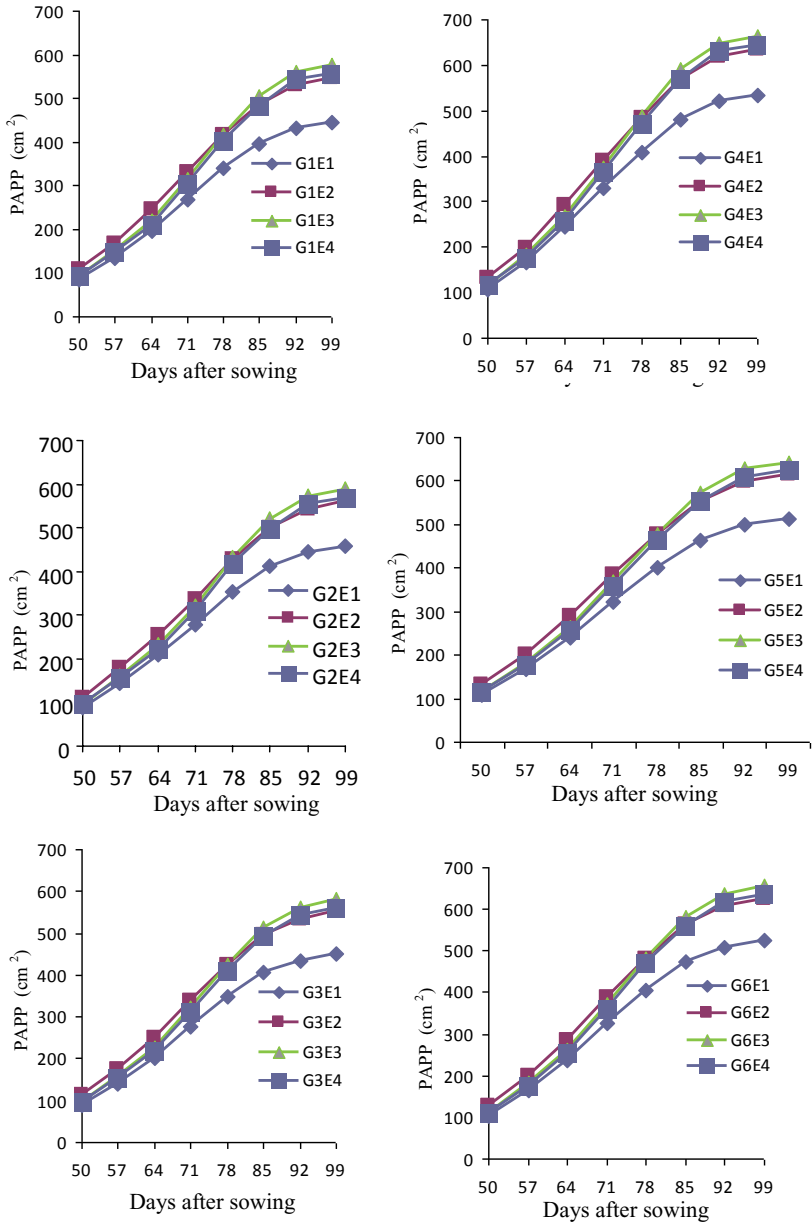 PAPP (cm²)
700
600
500
400
300
200
100
0
50 57 64 71 78 85 92 99
Days after sowing
G1E1
G1E2
G1E3
G1E4
PAPP (cm²)
700
600
500
400
300
200
100
0
50 57 64 71 78 85 92 99
G4E1
G4E2
G4E3
G4E4
PAPP (cm²)
700
600
500
400
300
200
100
0
50 57 64 71 78 85 92 99
Days after sowing
G2E1
G2E2
G2E3
G2E4
PAPP (cm²)
700
600
500
400
300
200
100
0
50 57 64 71 78 85 92 99
Days after sowing
G5E1
G5E2
G5E3
G5E4
PAPP (cm²)
700
600
500
400
300
200
100
0
50 57 64 71 78 85 92 99
Days after sowing
G3E1
G3E2
G3E3
G3E4
PAPP (cm²)
700
600
500
400
300
200
100
0
50 57 64 71 78 85 92 99
Days after sowing
G6E1
G6E2
G6E3
G6E4